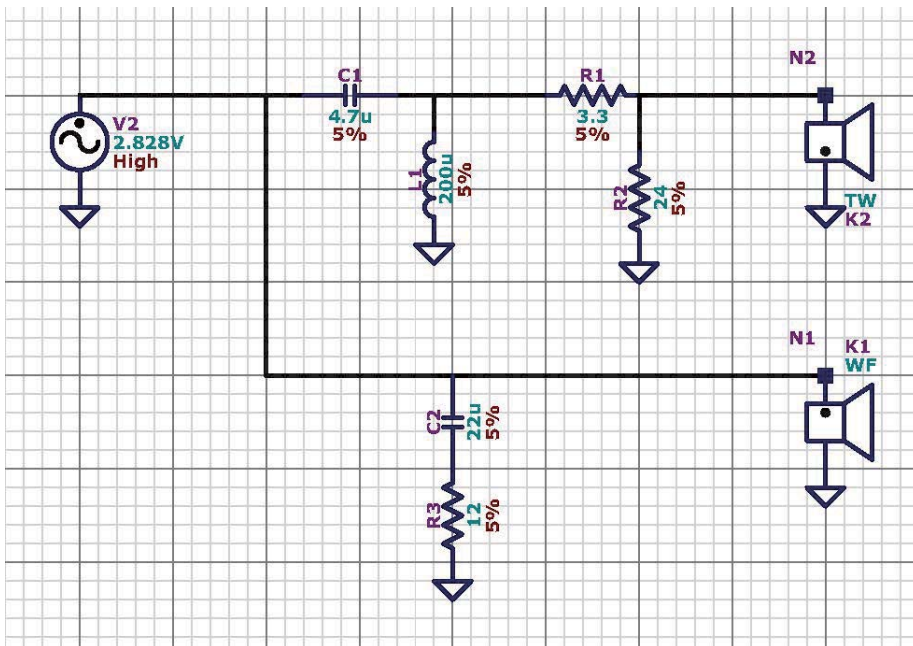 N2
C1
4.7u
5%
R1
3.3
5%
V2
2.828V
High
L1
200u
5%
R2
24
5%
TW
K2
N1
K1
WF
C2
22u
5%
R3
12
5%